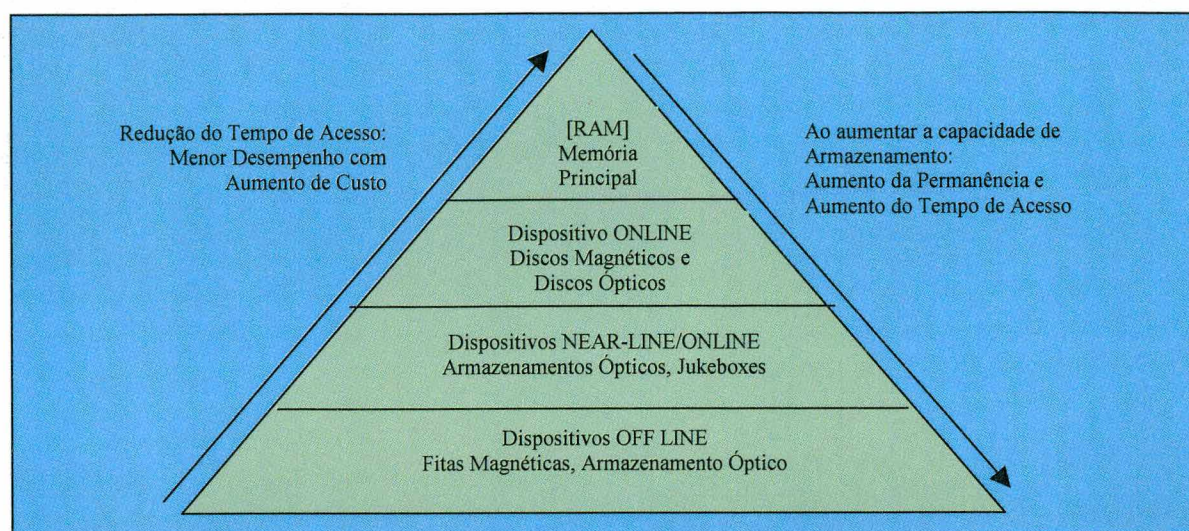 Redução do Tempo de Acesso:
Menor Desempenho com
Aumento de Custo
[RAM]
Memória
Principal
Ao aumentar a capacidade de
Armazenamento:
Aumento da Permanência e
Aumento do Tempo de Acesso
Dispositivo ONLINE
Discos Magnéticos e
Discos Ópticos
Dispositivos NEAR-LINE/ONLINE
Armazenamentos Ópticos, Jukeboxes
Dispositivos OFF LINE
Fitas Magnéticas, Armazenamento Óptico